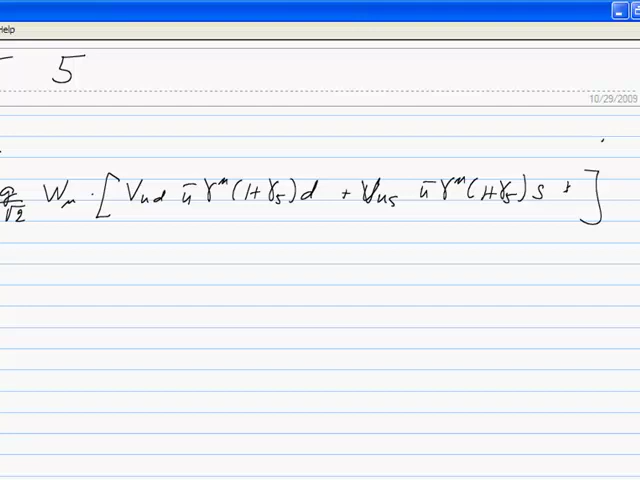 Help
5
10/29/2009
g/√2 W_μ · [ V_ud ū γ^μ (1+γ_5) d + V_us ū γ^μ (1+γ_5) s + ]